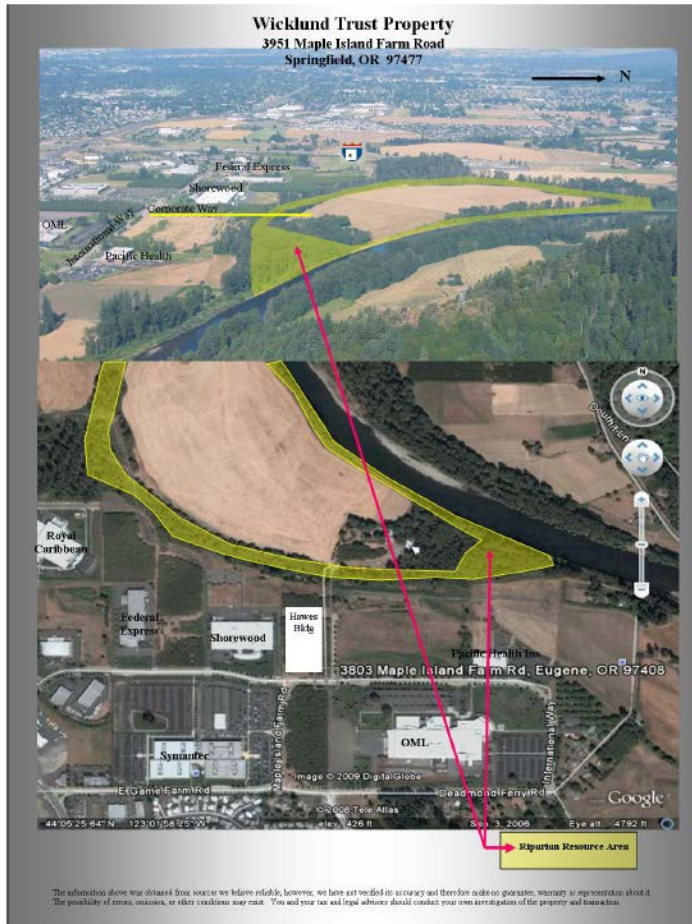 Wicklund Trust Property
3951 Maple Island Farm Road
Springfield, OR 97477
N
Federal Express
Shorewood
Corporate Way
OML
International Way
Pacific Health
N
Douthit Ln
Royal
Caribbean
Federal
Express
Shorewood
Hawes
Bldg
Pacific Health Ins
3803 Maple Island Farm Rd, Eugene, OR 97408
Maple Island Farm Rd
International Way
Symantec
OML
Image © 2009 DigitalGlobe
E Game Farm Rd
Deadmond Ferry Rd
© 2008 Tele Atlas
Google
44°05'25.64" N 123°01'58.25" W elev. 426 ft Sep 3, 2006 Eye alt 4792 ft
Riparian Resource Area
The information above was obtained from sources we believe reliable, however, we have not verified its accuracy and therefore make no guarantee, warranty or representation about it.
The possibility of errors, omission, or other conditions may exist. You and your tax and legal advisors should conduct your own investigation of the property and transaction.